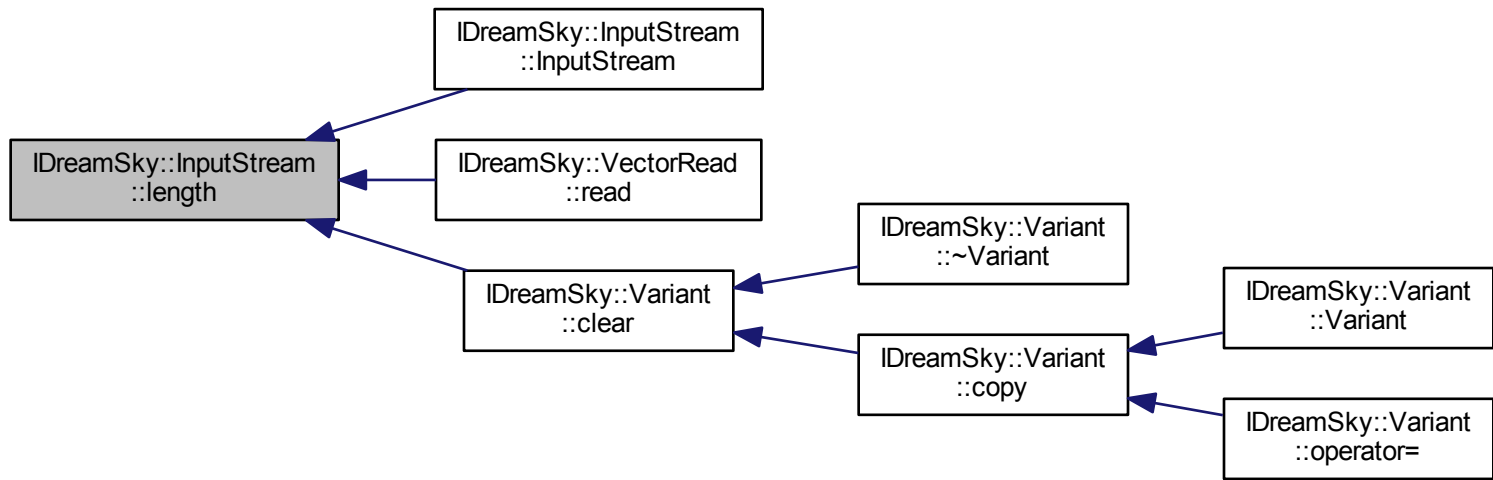 IDreamSky::InputStream
::InputStream
IDreamSky::InputStream
::length
IDreamSky::VectorRead
::read
IDreamSky::Variant
::~Variant
IDreamSky::Variant
::clear
IDreamSky::Variant
::Variant
IDreamSky::Variant
::copy
IDreamSky::Variant
::operator=